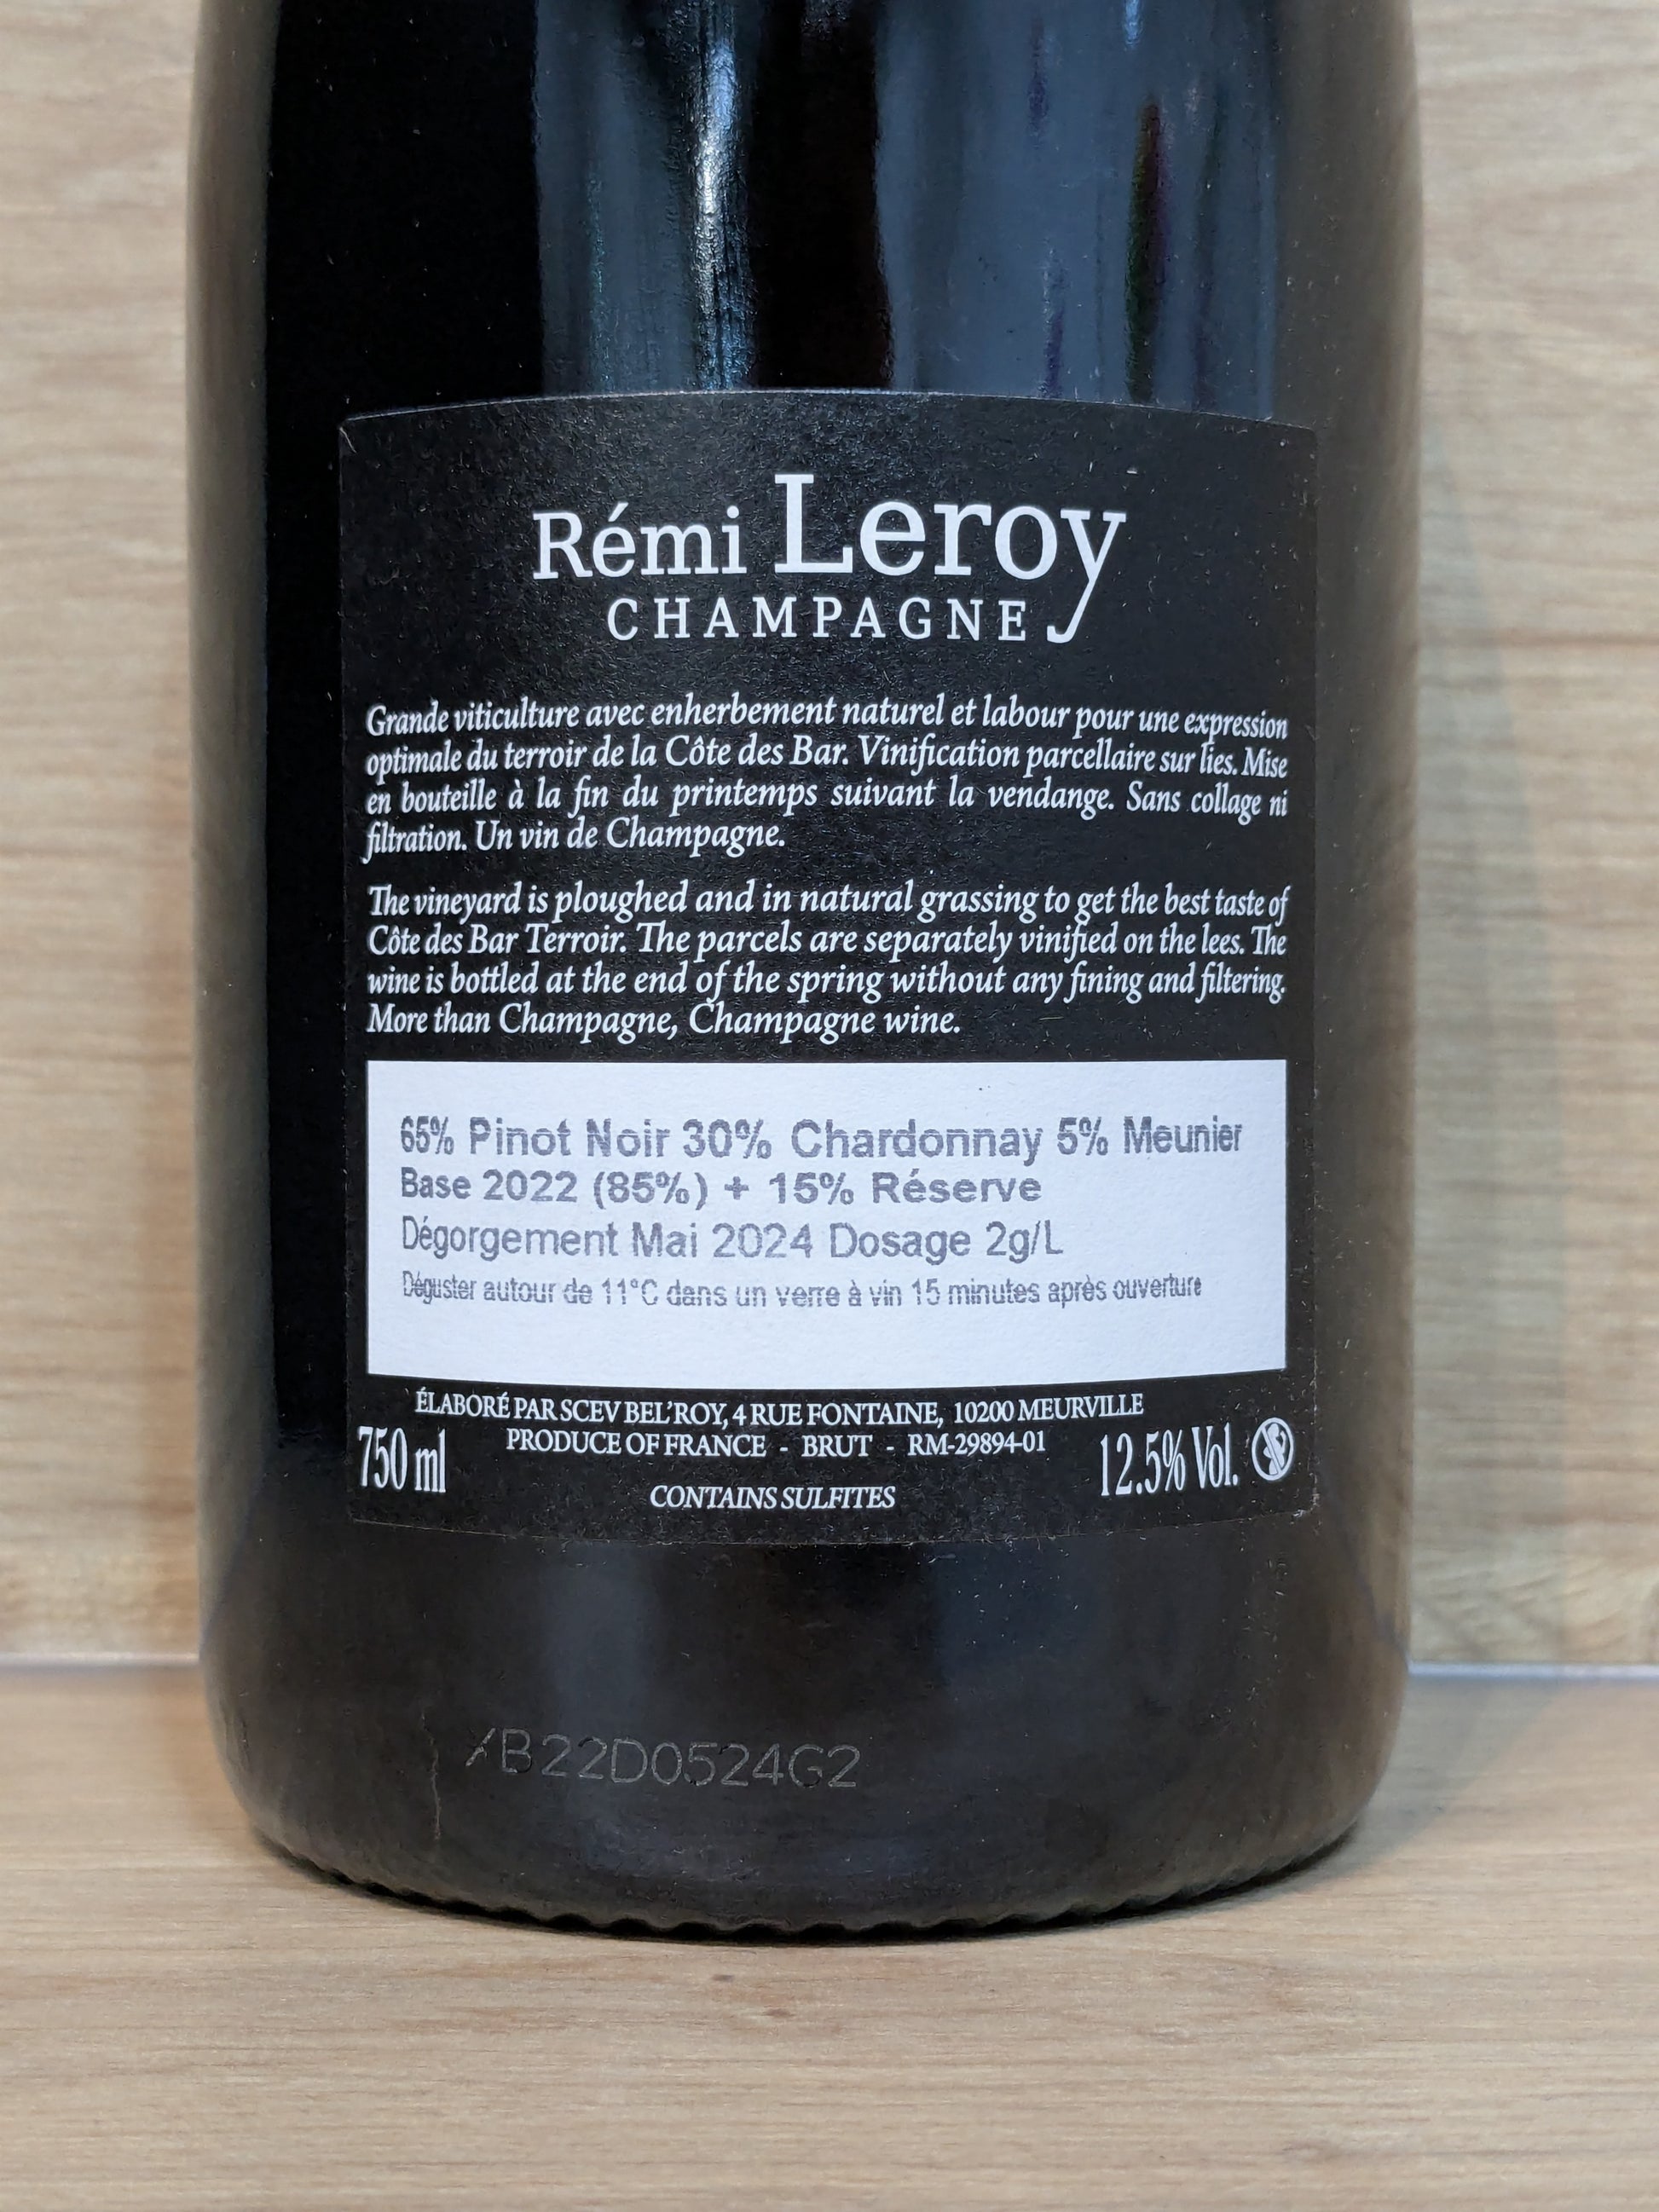 Rémi Leroy
CHAMPAGNE
Grande viticulture avec enherbement naturel et labour pour une expression
optimale du terroir de la Côte des Bar. Vinification parcellaire sur lies. Mise
en bouteille à la fin du printemps suivant la vendange. Sans collage ni
filtration. Un vin de Champagne.
The vineyard is ploughed and in natural grassing to get the best taste of
Côte des Bar Terroir. The parcels are separately vinified on the lees. The
wine is bottled at the end of the spring without any fining and filtering.
More than Champagne, Champagne wine.
65% Pinot Noir 30% Chardonnay 5% Meunier
Base 2022 (85%) + 15% Réserve
Dégorgement Mai 2024 Dosage 2g/L
Déguster autour de 11°C dans un verre à vin 15 minutes après ouverture
ÉLABORÉ PAR SCEV BEL'ROY, 4 RUE FONTAINE, 10200 MEURVILLE
750 ml PRODUCE OF FRANCE - BRUT - RM-29894-01 12.5% Vol.
CONTAINS SULFITES
/B22D0524G2